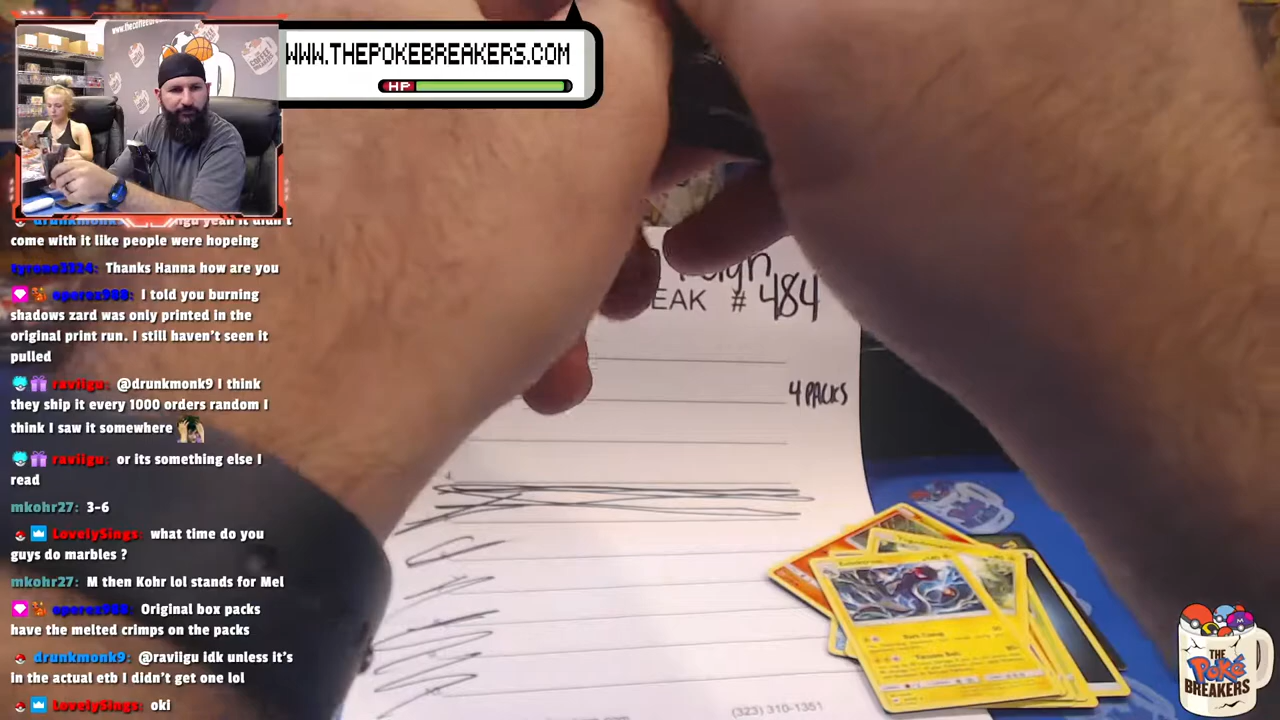 WWW.THEPOKEBREAKERS.COM
HP
come with it like people were hopeing
tyrone3324: Thanks Hanna how are you
I told you burning
shadows zard was only printed in the
original print run. I still haven't seen it
pulled
raviigu: @drunkmonk9 I think
they ship it every 1000 orders random I
think I saw it somewhere
raviigu: or its something else I
read
mkohr27: 3-6
LovelySings: what time do you
guys do marbles ?
mkohr27: M then Kohr lol stands for Mel
Original box packs
have the melted crimps on the packs
drunkmonk9: @raviigu idk unless it's
in the actual etb I didn't get one lol
LovelySings: oki
EAK # 484
4 PACKS
(323) 310-1351
THE
Poké
BREAKERS